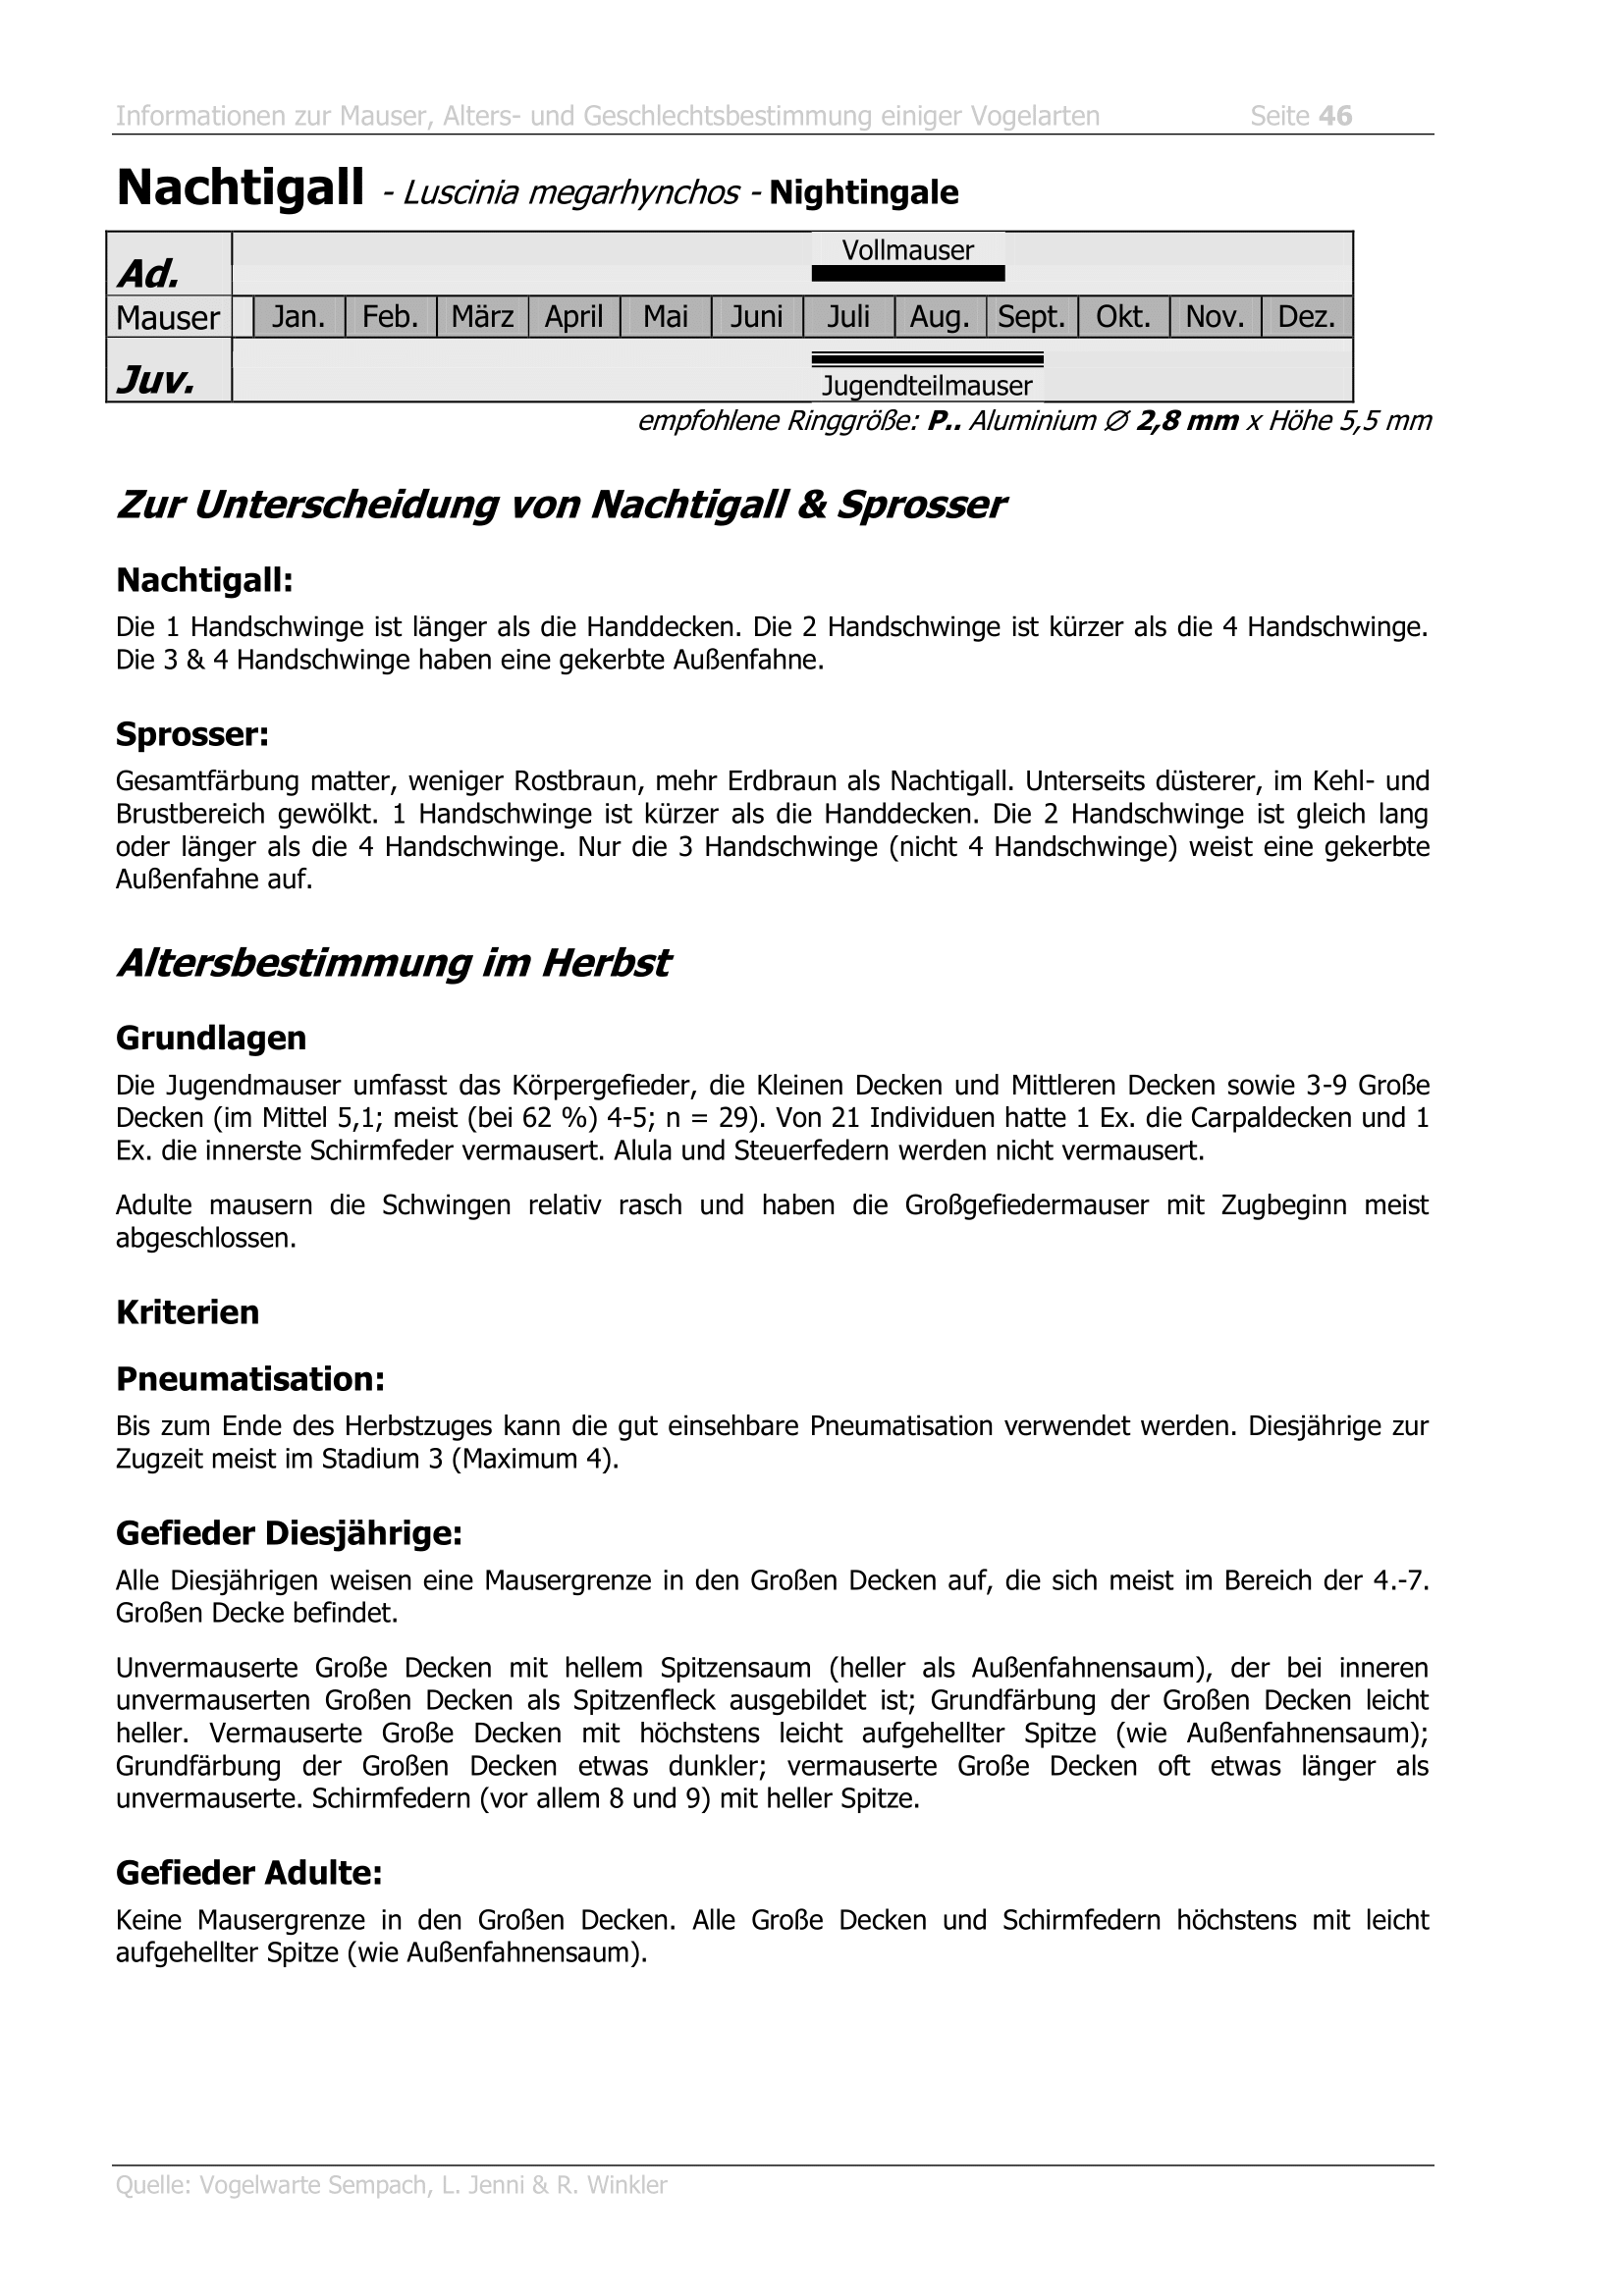 Informationen zur Mauser, Alters- und Geschlechtsbestimmung einiger Vogelarten Seite 46
Nachtigall - Luscinia megarhynchos - Nightingale
Vollmauser
Ad.
Mauser Jan. Feb. März April Mai Juni Juli Aug. Sept. Okt. Nov. Dez.
Juv.
Jugendteilmauser
empfohlene Ringgröße: P.. Aluminium ∅ 2,8 mm x Höhe 5,5 mm
Zur Unterscheidung von Nachtigall & Sprosser
Nachtigall:
Die 1 Handschwinge ist länger als die Handdecken. Die 2 Handschwinge ist kürzer als die 4 Handschwinge.
Die 3 & 4 Handschwinge haben eine gekerbte Außenfahne.
Sprosser:
Gesamtfärbung matter, weniger Rostbraun, mehr Erdbraun als Nachtigall. Unterseits düsterer, im Kehl- und
Brustbereich gewölkt. 1 Handschwinge ist kürzer als die Handdecken. Die 2 Handschwinge ist gleich lang
oder länger als die 4 Handschwinge. Nur die 3 Handschwinge (nicht 4 Handschwinge) weist eine gekerbte
Außenfahne auf.
Altersbestimmung im Herbst
Grundlagen
Die Jugendmauser umfasst das Körpergefieder, die Kleinen Decken und Mittleren Decken sowie 3-9 Große
Decken (im Mittel 5,1; meist (bei 62 %) 4-5; n = 29). Von 21 Individuen hatte 1 Ex. die Carpaldecken und 1
Ex. die innerste Schirmfeder vermausert. Alula und Steuerfedern werden nicht vermausert.
Adulte mausern die Schwingen relativ rasch und haben die Großgefiedermauser mit Zugbeginn meist
abgeschlossen.
Kriterien
Pneumatisation:
Bis zum Ende des Herbstzuges kann die gut einsehbare Pneumatisation verwendet werden. Diesjährige zur
Zugzeit meist im Stadium 3 (Maximum 4).
Gefieder Diesjährige:
Alle Diesjährigen weisen eine Mausergrenze in den Großen Decken auf, die sich meist im Bereich der 4.-7.
Großen Decke befindet.
Unvermauserte Große Decken mit hellem Spitzensaum (heller als Außenfahnensaum), der bei inneren
unvermauserten Großen Decken als Spitzenfleck ausgebildet ist; Grundfärbung der Großen Decken leicht
heller. Vermauserte Große Decken mit höchstens leicht aufgehellter Spitze (wie Außenfahnensaum);
Grundfärbung der Großen Decken etwas dunkler; vermauserte Große Decken oft etwas länger als
unvermauserte. Schirmfedern (vor allem 8 und 9) mit heller Spitze.
Gefieder Adulte:
Keine Mausergrenze in den Großen Decken. Alle Große Decken und Schirmfedern höchstens mit leicht
aufgehellter Spitze (wie Außenfahnensaum).
Quelle: Vogelwarte Sempach, L. Jenni & R. Winkler